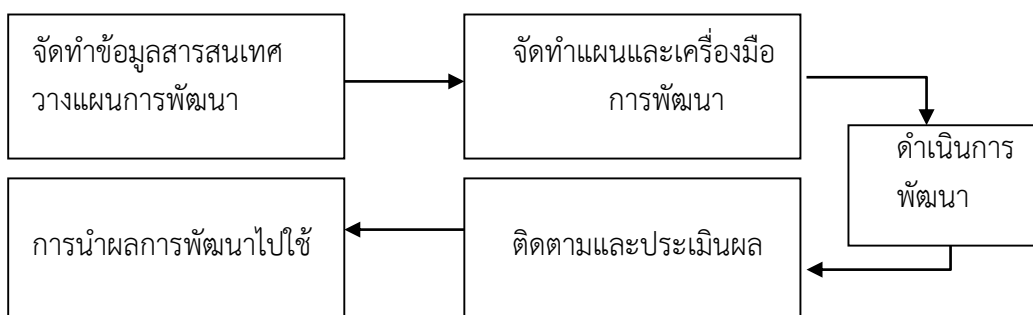 จัดทำข้อมูลสารสนเทศ
วางแผนการพัฒนา
จัดทำแผนและเครื่องมือ
การพัฒนา
ดำเนินการ
พัฒนา
ติดตามและประเมินผล
การนำผลการพัฒนาไปใช้